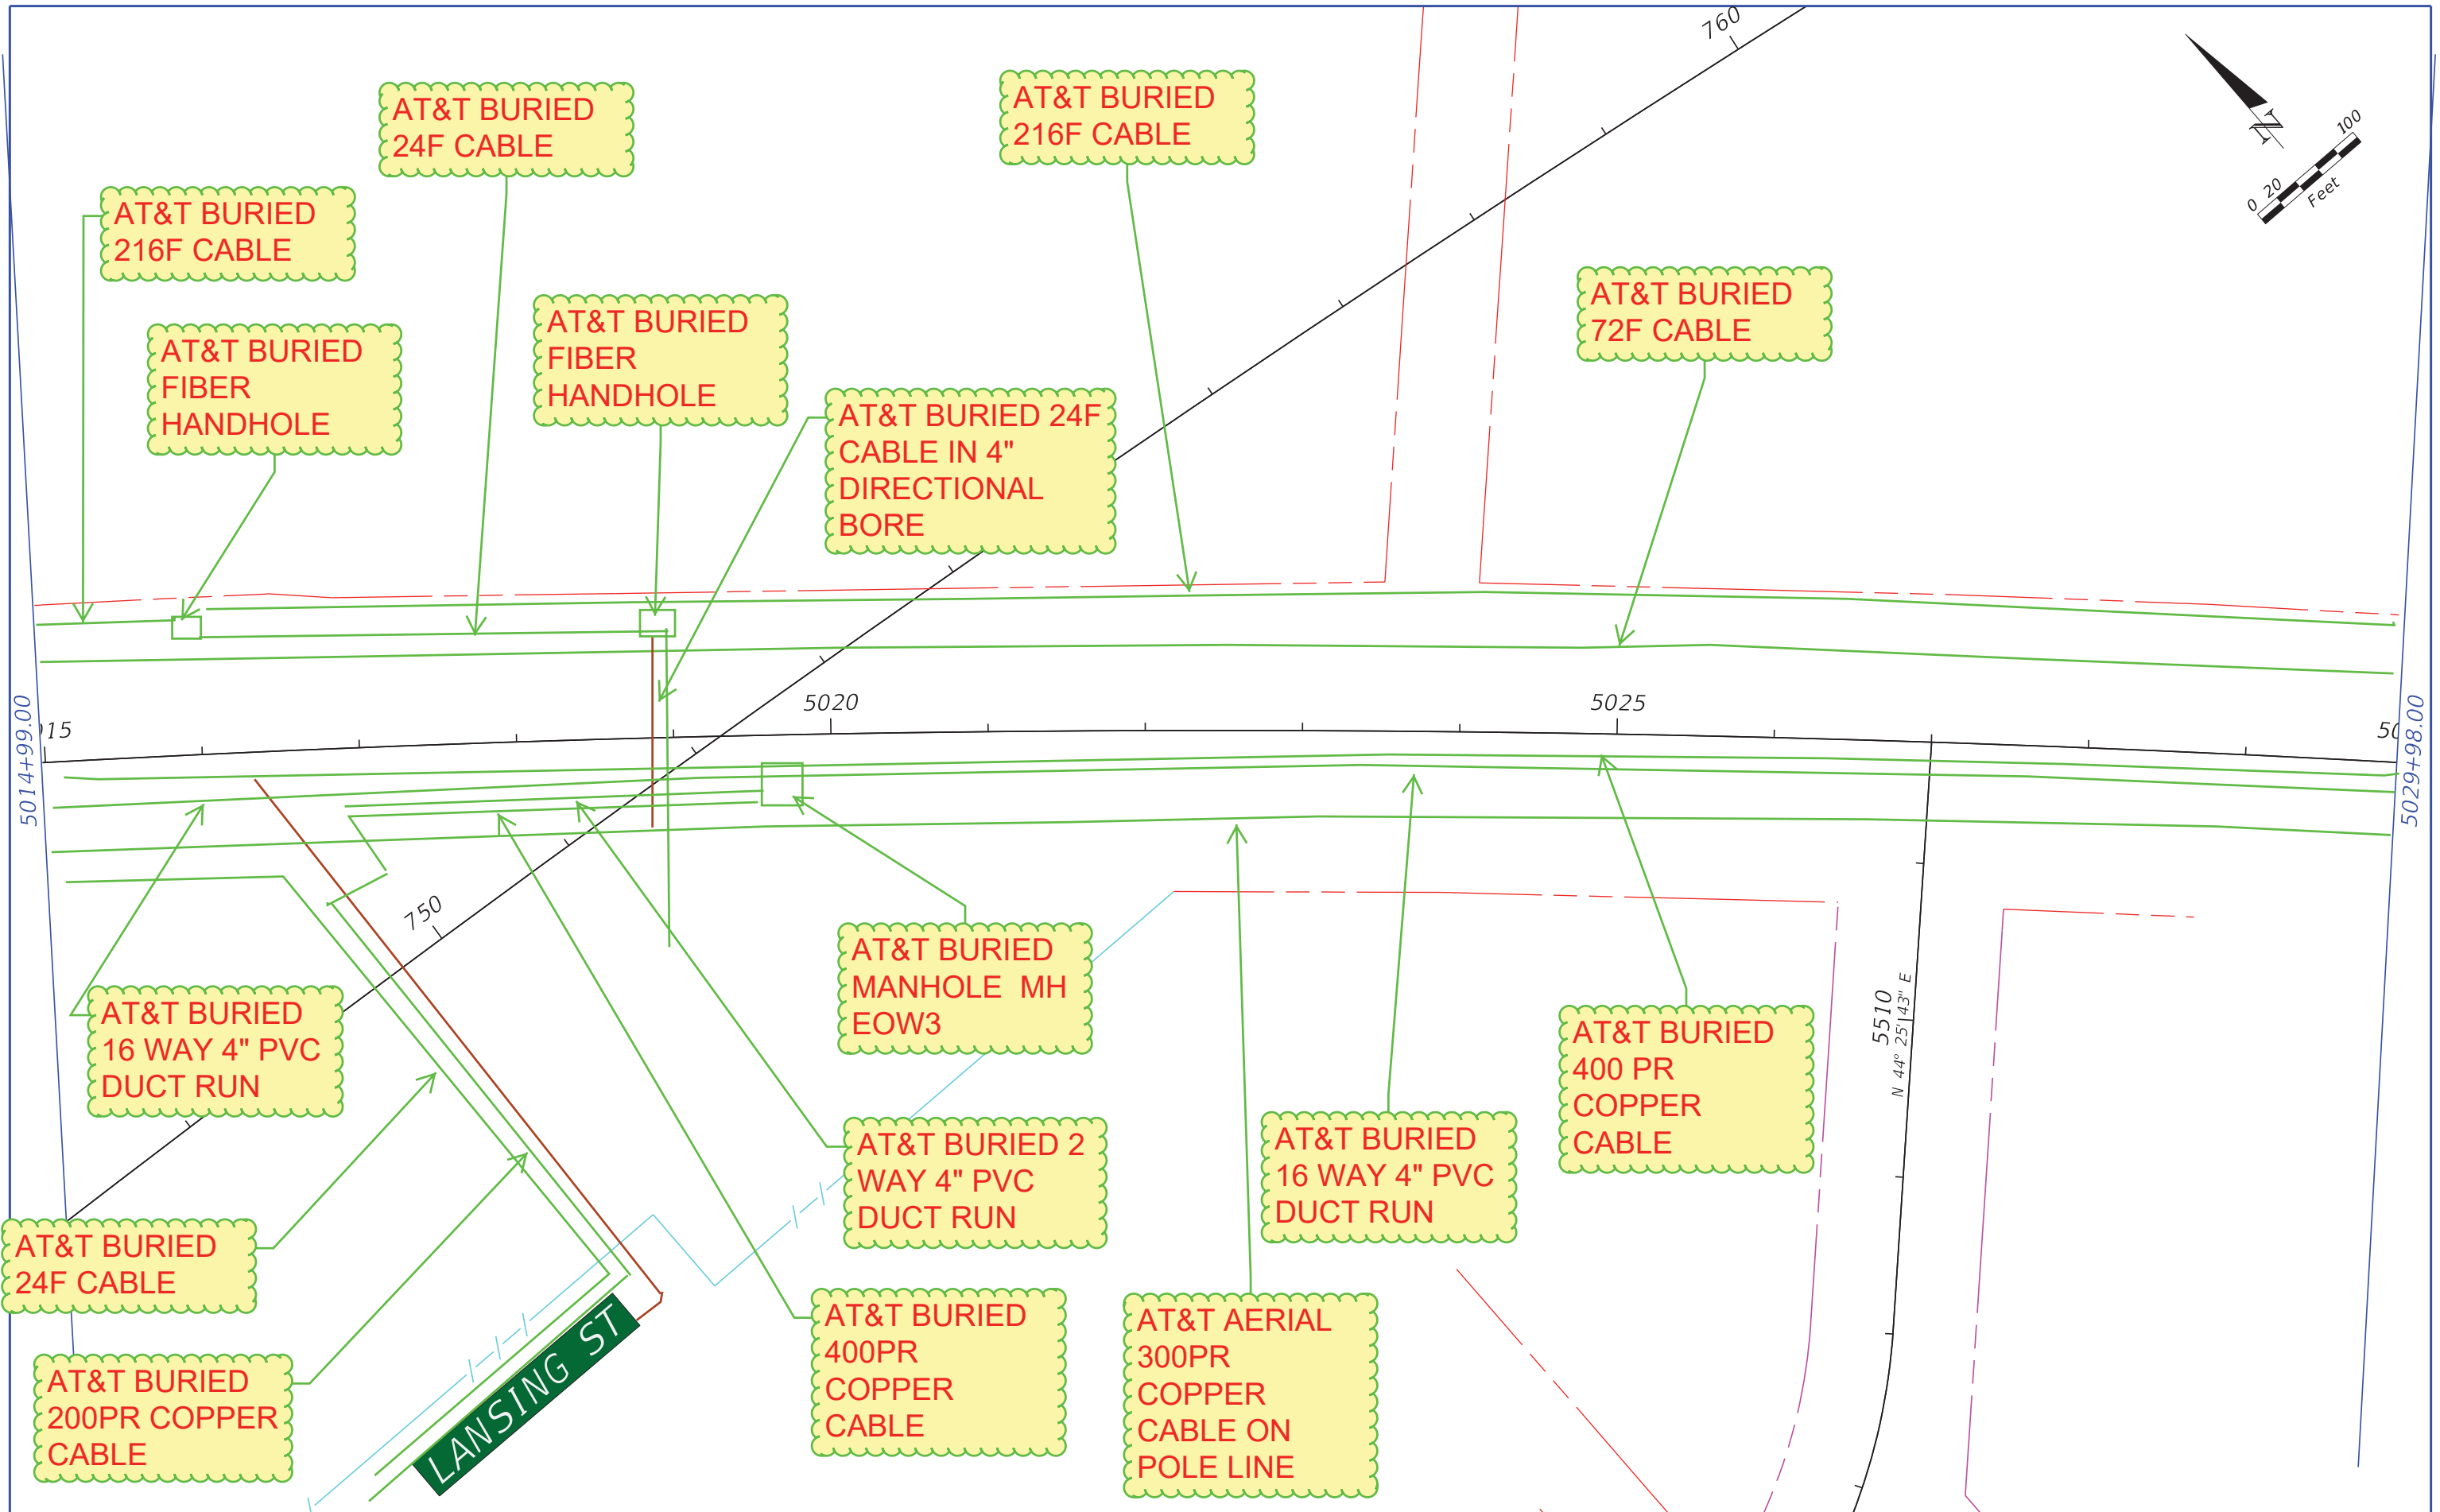 760
AT&T BURIED
24F CABLE
AT&T BURIED
216F CABLE
N
0 20 100
Feet
AT&T BURIED
216F CABLE
AT&T BURIED
72F CABLE
AT&T BURIED
FIBER
HANDHOLE
AT&T BURIED
FIBER
HANDHOLE
AT&T BURIED 24F
CABLE IN 4"
DIRECTIONAL
BORE
5014+99.00
15
5020
5025
50
5029+98.00
750
AT&T BURIED
16 WAY 4" PVC
DUCT RUN
AT&T BURIED
MANHOLE MH
EOW3
5510
N 44° 25' 43" E
AT&T BURIED
400 PR
COPPER
CABLE
AT&T BURIED 2
WAY 4" PVC
DUCT RUN
AT&T BURIED
16 WAY 4" PVC
DUCT RUN
AT&T BURIED
24F CABLE
AT&T BURIED
200PR COPPER
CABLE
LANSING ST
AT&T BURIED
400PR
COPPER
CABLE
AT&T AERIAL
300PR
COPPER
CABLE ON
POLE LINE